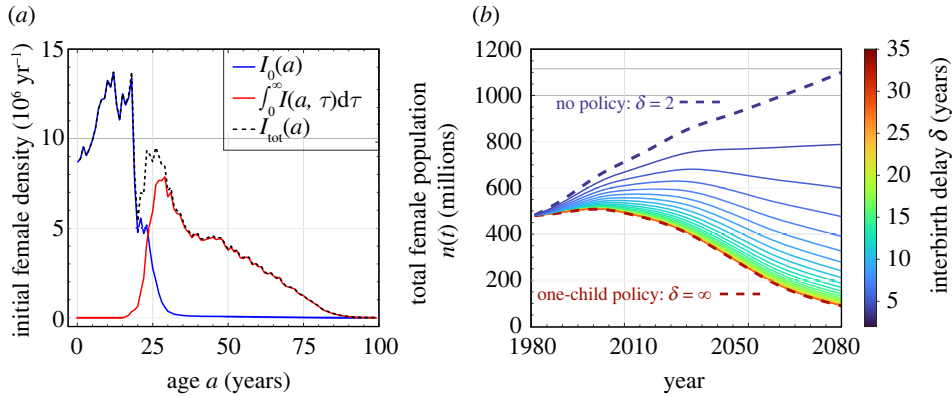 (a)
initial female density (10⁶ yr⁻¹)
15
10
5
0
I₀(a)
∫₀^∞ I(a, τ)dτ
Iₜₒₜ(a)
0
25
50
75
100
age a (years)
(b)
total female population
n(t) (millions)
1200
1000
800
600
400
200
0
no policy: δ = 2
one-child policy: δ = ∞
1980
2010
2050
2080
year
35
30
25
20
15
10
5
interbirth delay δ (years)